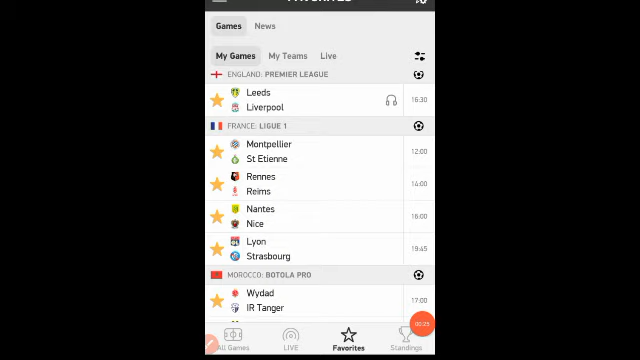 Games News
My Games My Teams Live
ENGLAND: PREMIER LEAGUE
Leeds
Liverpool
16:30
FRANCE: LIGUE 1
Montpellier
St Etienne
12:00
Rennes
Reims
14:00
Nantes
Nice
16:00
Lyon
Strasbourg
19:45
MOROCCO: BOTOLA PRO
Wydad
IR Tanger
17:00
00:25
All Games LIVE Favorites Standings